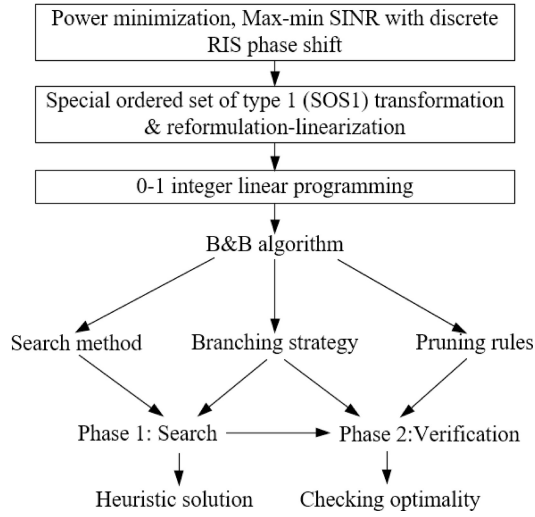 Power minimization, Max-min SINR with discrete
RIS phase shift
Special ordered set of type 1 (SOS1) transformation
& reformulation-linearization
0-1 integer linear programming
B&B algorithm
Search method
Branching strategy
Pruning rules
Phase 1: Search
Phase 2:Verification
Heuristic solution
Checking optimality